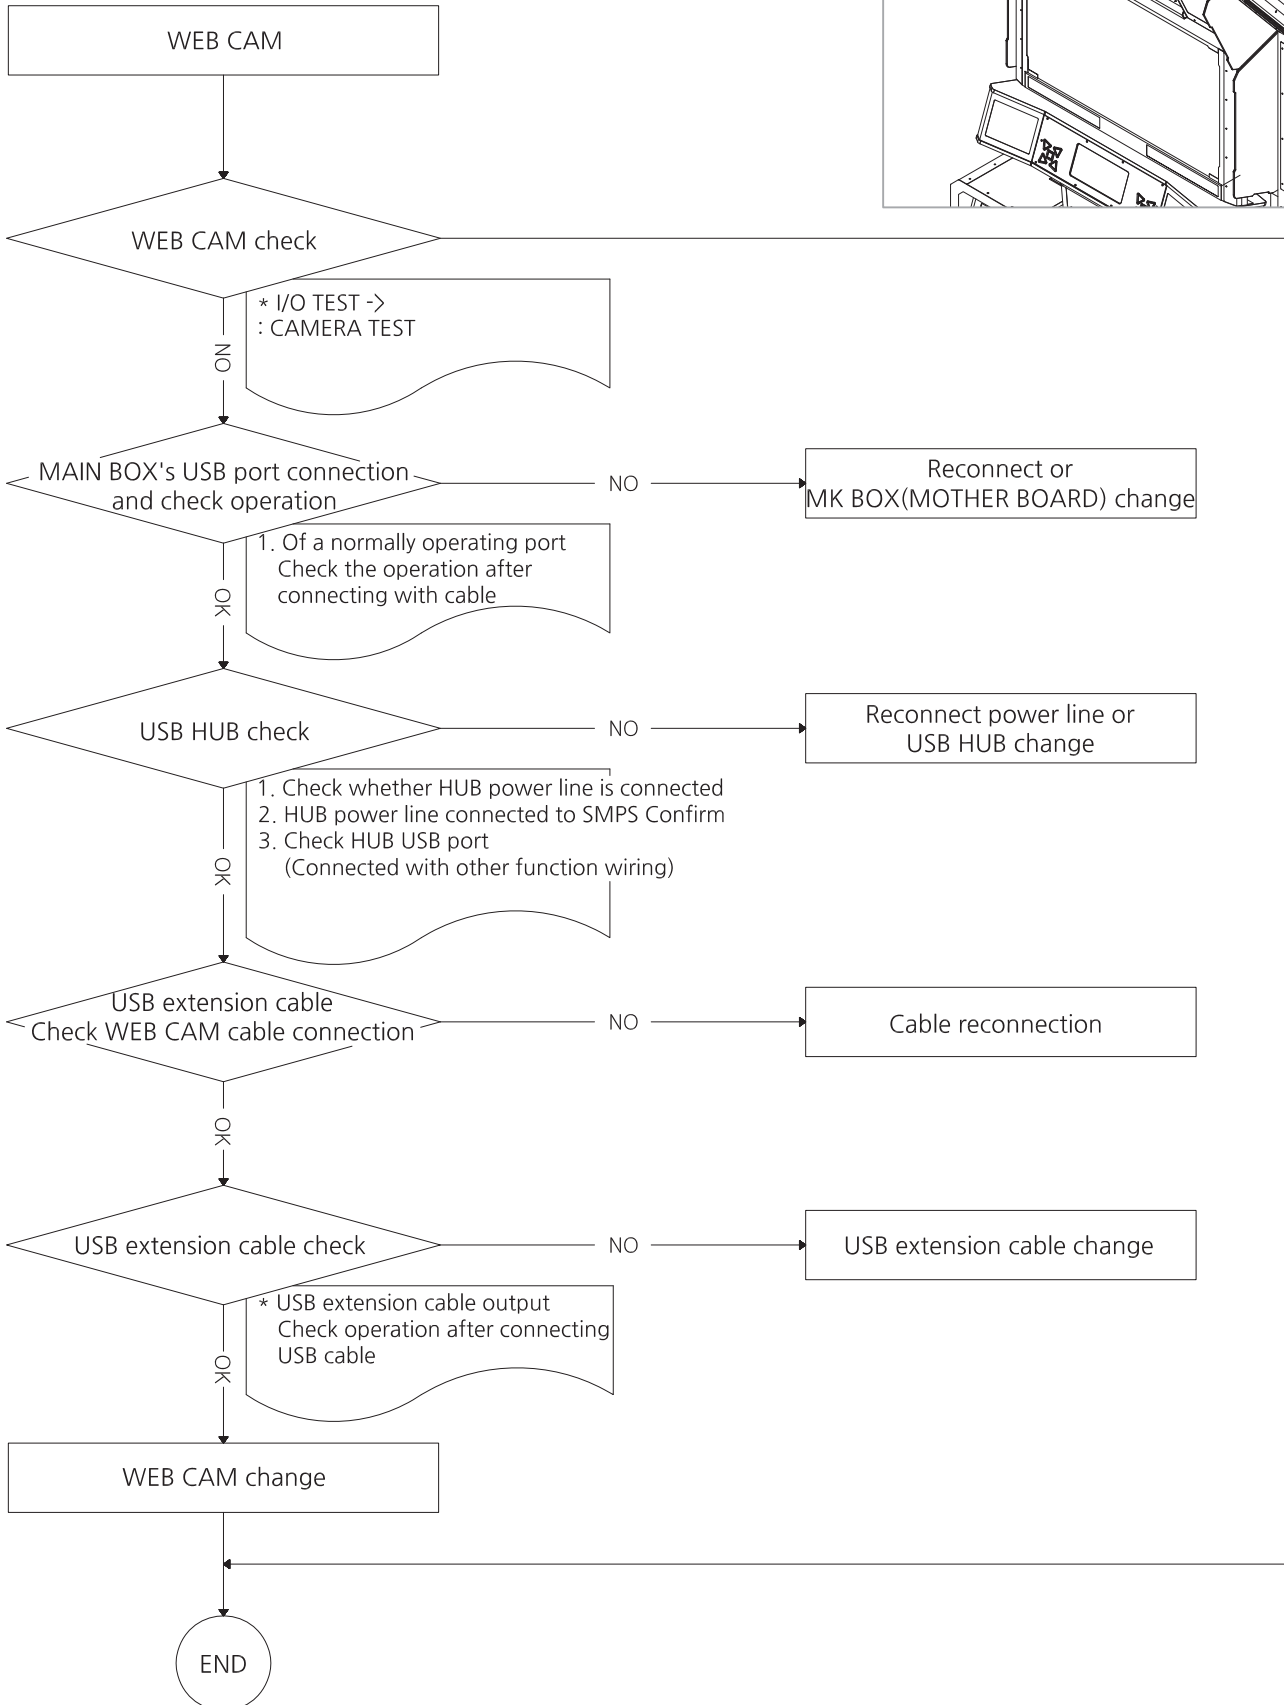 WEB CAM
WEB CAM check
* I/O TEST ->
: CAMERA TEST
NO
MAIN BOX's USB port connection
and check operation
NO
Reconnect or
MK BOX(MOTHER BOARD) change
1. Of a normally operating port
Check the operation after
connecting with cable
OK
USB HUB check
NO
Reconnect power line or
USB HUB change
1. Check whether HUB power line is connected
2. HUB power line connected to SMPS Confirm
3. Check HUB USB port
(Connected with other function wiring)
OK
USB extension cable
Check WEB CAM cable connection
NO
Cable reconnection
OK
USB extension cable check
NO
USB extension cable change
* USB extension cable output
Check operation after connecting
USB cable
OK
WEB CAM change
END